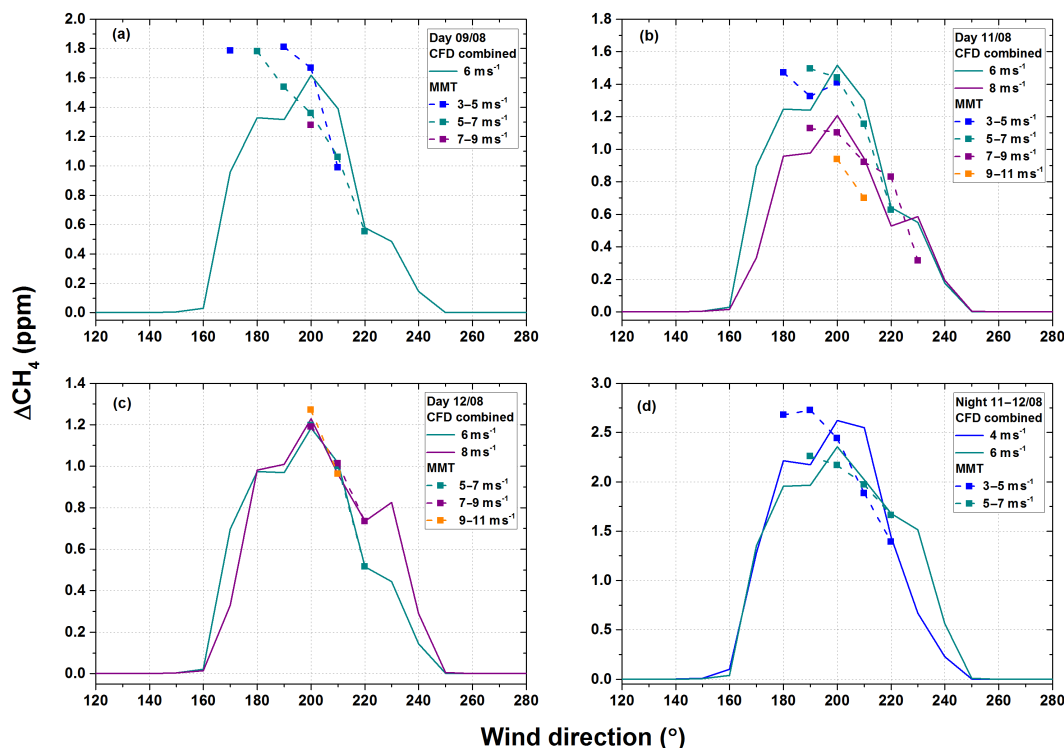 (a)
Day 09/08
CFD combined
6 ms⁻¹
MMT
3–5 ms⁻¹
5–7 ms⁻¹
7–9 ms⁻¹
2.0
1.8
1.6
1.4
1.2
1.0
0.8
0.6
0.4
0.2
0.0
120 140 160 180 200 220 240 260 280
(b)
Day 11/08
CFD combined
6 ms⁻¹
8 ms⁻¹
MMT
3–5 ms⁻¹
5–7 ms⁻¹
7–9 ms⁻¹
9–11 ms⁻¹
1.8
1.6
1.4
1.2
1.0
0.8
0.6
0.4
0.2
0.0
120 140 160 180 200 220 240 260 280
ΔCH₄ (ppm)
(c)
Day 12/08
CFD combined
6 ms⁻¹
8 ms⁻¹
MMT
5–7 ms⁻¹
7–9 ms⁻¹
9–11 ms⁻¹
1.4
1.2
1.0
0.8
0.6
0.4
0.2
0.0
120 140 160 180 200 220 240 260 280
(d)
Night 11–12/08
CFD combined
4 ms⁻¹
6 ms⁻¹
MMT
3–5 ms⁻¹
5–7 ms⁻¹
3.0
2.5
2.0
1.5
1.0
0.5
0.0
120 140 160 180 200 220 240 260 280
Wind direction (°)